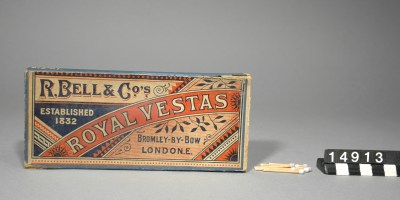 R. BELL & Co's
ESTABLISHED
1832
ROYAL VESTAS
BROMLEY-BY-BOW
LONDON.E.
14913